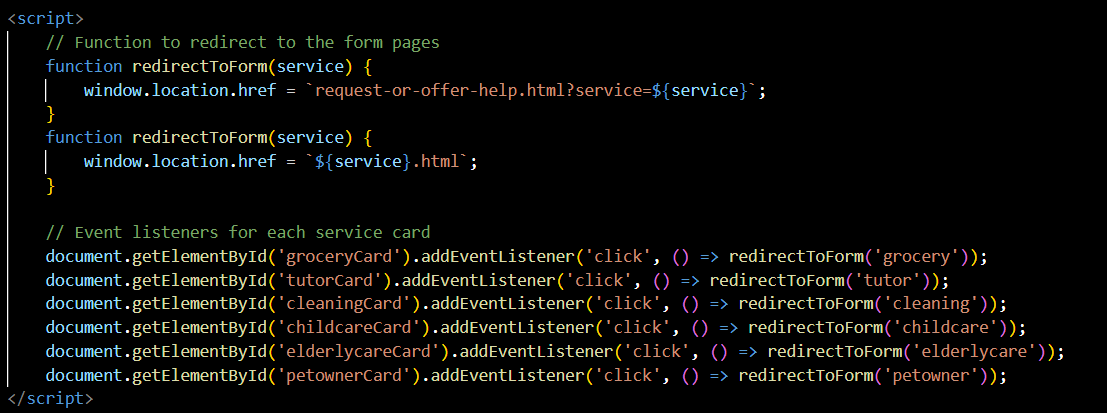 <script>
    // Function to redirect to the form pages
    function redirectToForm(service) {
        window.location.href = `request-or-offer-help.html?service=${service}`;
    }
    function redirectToForm(service) {
        window.location.href = `${service}.html`;
    }

    // Event listeners for each service card
    document.getElementById('groceryCard').addEventListener('click', () => redirectToForm('grocery'));
    document.getElementById('tutorCard').addEventListener('click', () => redirectToForm('tutor'));
    document.getElementById('cleaningCard').addEventListener('click', () => redirectToForm('cleaning'));
    document.getElementById('childcareCard').addEventListener('click', () => redirectToForm('childcare'));
    document.getElementById('elderlycareCard').addEventListener('click', () => redirectToForm('elderlycare'));
    document.getElementById('petownerCard').addEventListener('click', () => redirectToForm('petowner'));
</script>